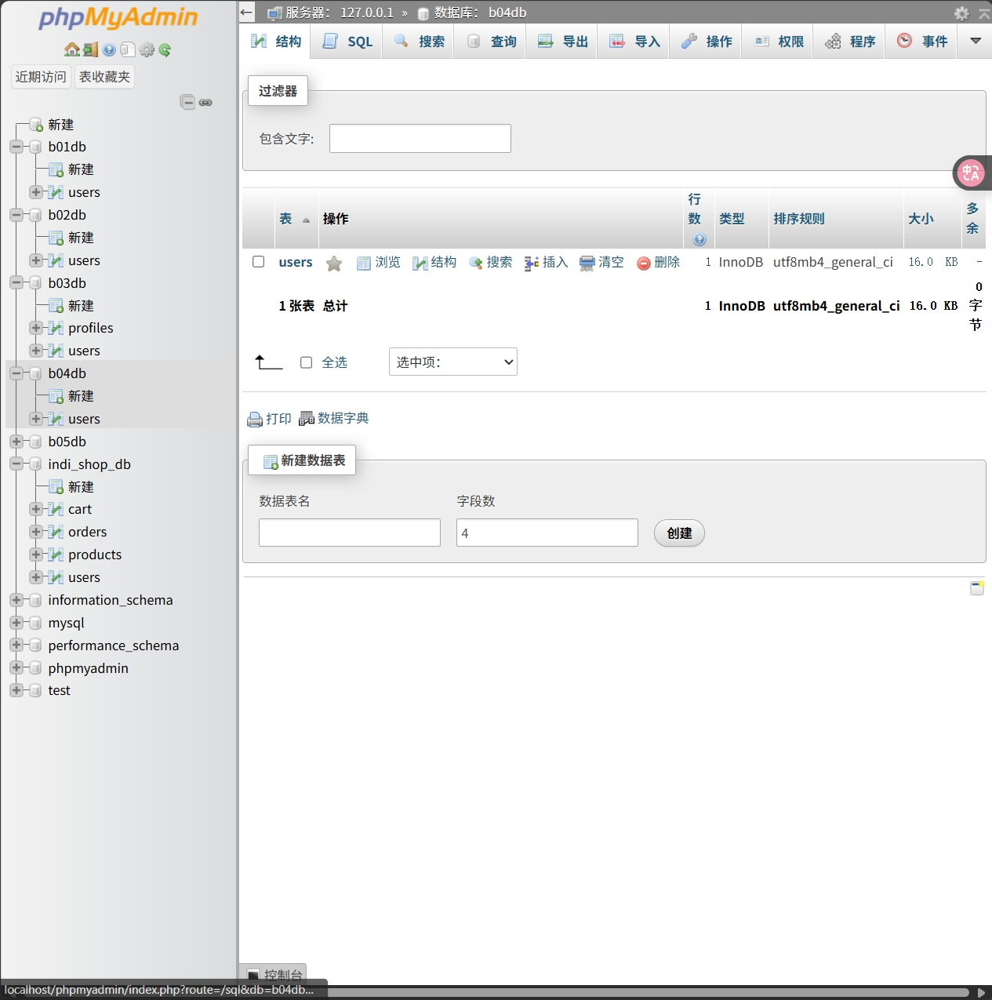 phpMyAdmin
近期访问 表收藏夹
新建
b01db
新建
users
b02db
新建
users
b03db
新建
profiles
users
b04db
新建
users
b05db
indi_shop_db
新建
cart
orders
products
users
information_schema
mysql
performance_schema
phpmyadmin
test
服务器: 127.0.0.1 » 数据库: b04db
结构 SQL 搜索 查询 导出 导入 操作 权限 程序 事件
过滤器
包含文字:
表 操作 行数 类型 排序规则 大小 多余
users 浏览 结构 搜索 插入 清空 删除 1 InnoDB utf8mb4_general_ci 16.0 KB -
1 张表 总计 1 InnoDB utf8mb4_general_ci 16.0 KB 0 字节
全选 选中项:
打印 数据字典
新建数据表
数据表名 字段数
4 创建
控制台
localhost/phpmyadmin/index.php?route=/sql&db=b04db...